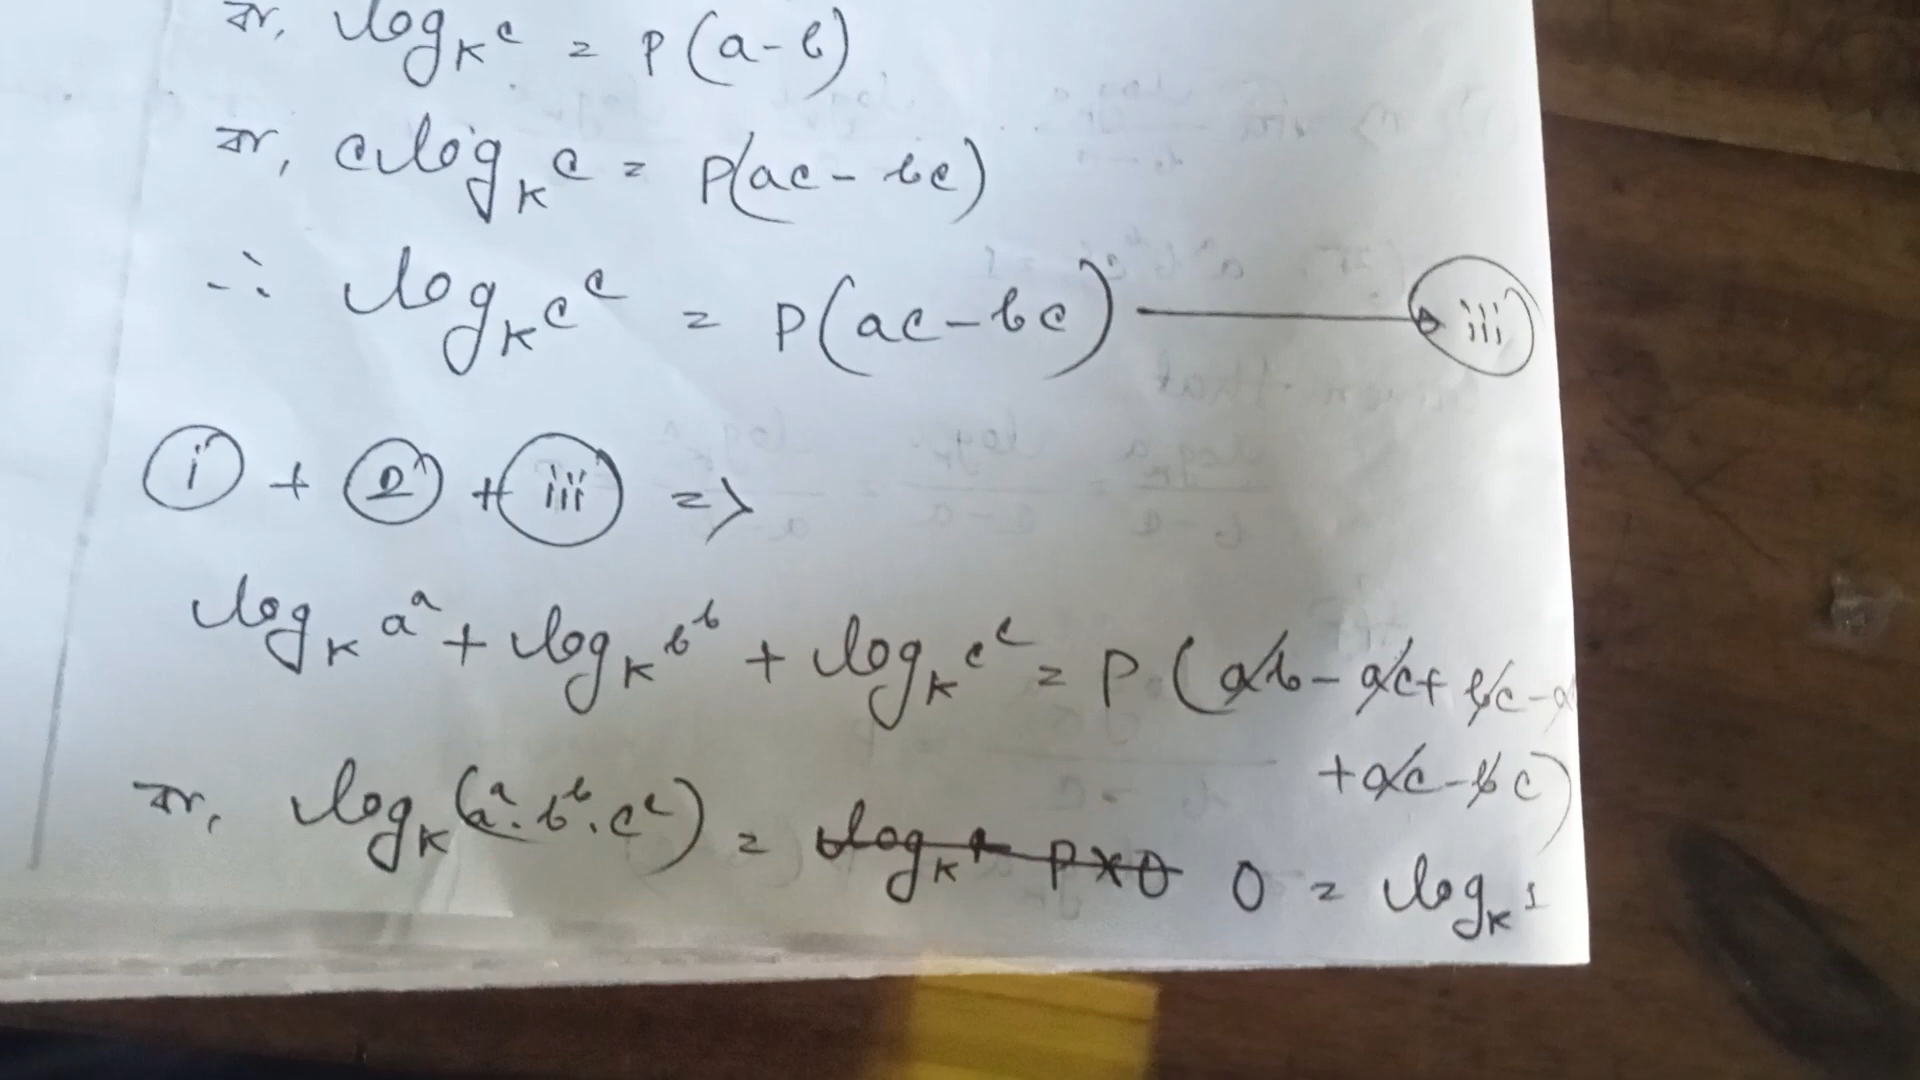 বা, log_K c = P(a-b)
বা, c log_K c = P(ac - bc)
∴ log_K c^c = P(ac-bc) → iii
i + 2 + iii =>
log_K a^a + log_K b^b + log_K c^c = P(ab - ac + bc - a
+ ac - bc)
বা, log_K (a^a . b^b . c^c) = 0 = log_K 1